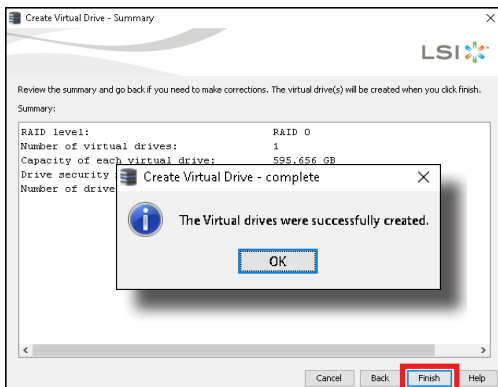 Create Virtual Drive - Summary
LSI
Review the summary and go back if you need to make corrections. The virtual drive(s) will be created when you click finish.
Summary:
RAID level: RAID 0
Number of virtual drives: 1
Capacity of each virtual drive: 595.656 GB
Drive security
Number of drive
Create Virtual Drive - complete
The Virtual drives were successfully created.
OK
Cancel Back Finish Help